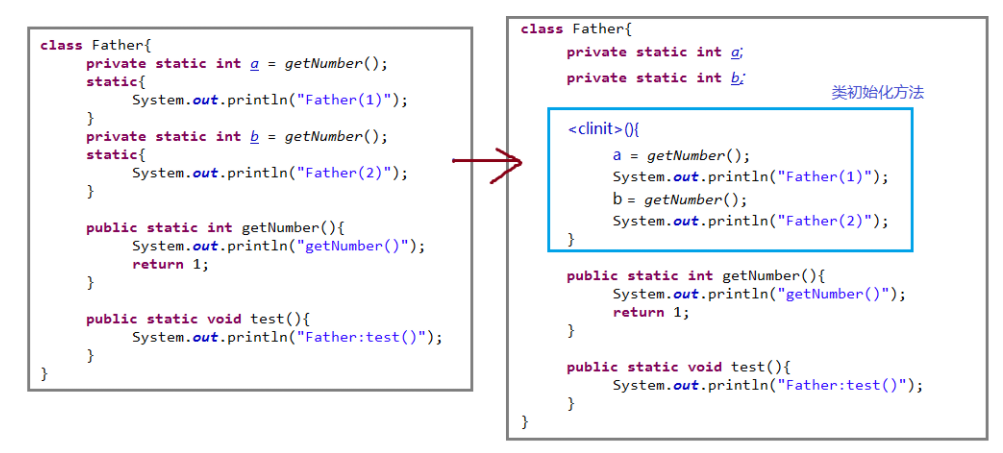 class Father{
private static int a = getNumber();
static{
System.out.println("Father(1)");
}
private static int b = getNumber();
static{
System.out.println("Father(2)");
}
public static int getNumber(){
System.out.println("getNumber()");
return 1;
}
public static void test(){
System.out.println("Father:test()");
}
}
class Father{
private static int a;
private static int b;
类初始化方法
<clinit>(){
a = getNumber();
System.out.println("Father(1)");
b = getNumber();
System.out.println("Father(2)");
}
public static int getNumber(){
System.out.println("getNumber()");
return 1;
}
public static void test(){
System.out.println("Father:test()");
}
}